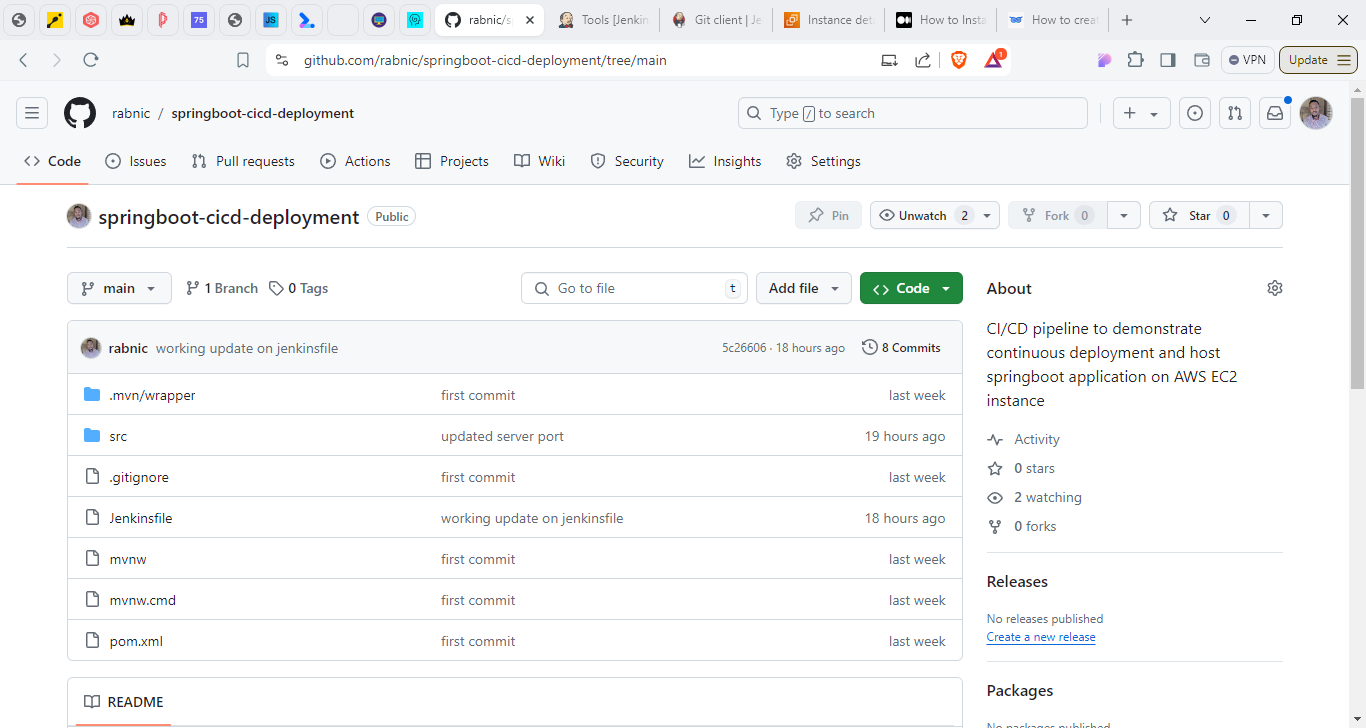 75
JS
rabnic/s
Tools [Jenkin
Git client | Je
Instance det
How to Insta
How to creat
github.com/rabnic/springboot-cicd-deployment/tree/main
1
VPN
Update
rabnic / springboot-cicd-deployment
Type / to search
Code
Issues
Pull requests
Actions
Projects
Wiki
Security
Insights
Settings
springboot-cicd-deployment
Public
Pin
Unwatch 2
Fork 0
Star 0
main
1 Branch
0 Tags
Go to file
t
Add file
Code
rabnic working update on jenkinsfile
5c26606 · 18 hours ago
8 Commits
.mvn/wrapper first commit last week
src updated server port 19 hours ago
.gitignore first commit last week
Jenkinsfile working update on jenkinsfile 18 hours ago
mvnw first commit last week
mvnw.cmd first commit last week
pom.xml first commit last week
README
About
CI/CD pipeline to demonstrate
continuous deployment and host
springboot application on AWS EC2
instance
Activity
0 stars
2 watching
0 forks
Releases
No releases published
Create a new release
Packages
No packages published